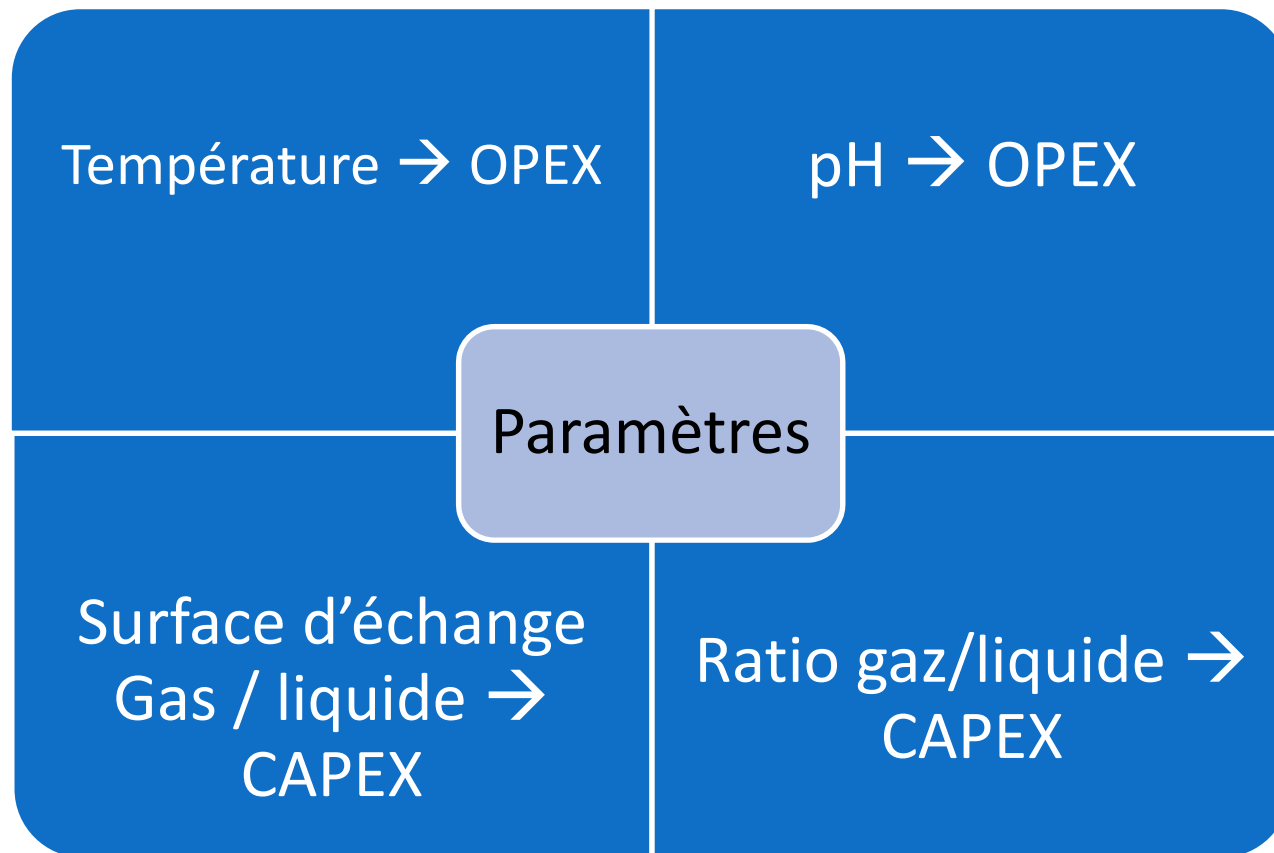 Température → OPEX
pH → OPEX
Paramètres
Surface d’échange
Gas / liquide →
CAPEX
Ratio gaz/liquide →
CAPEX